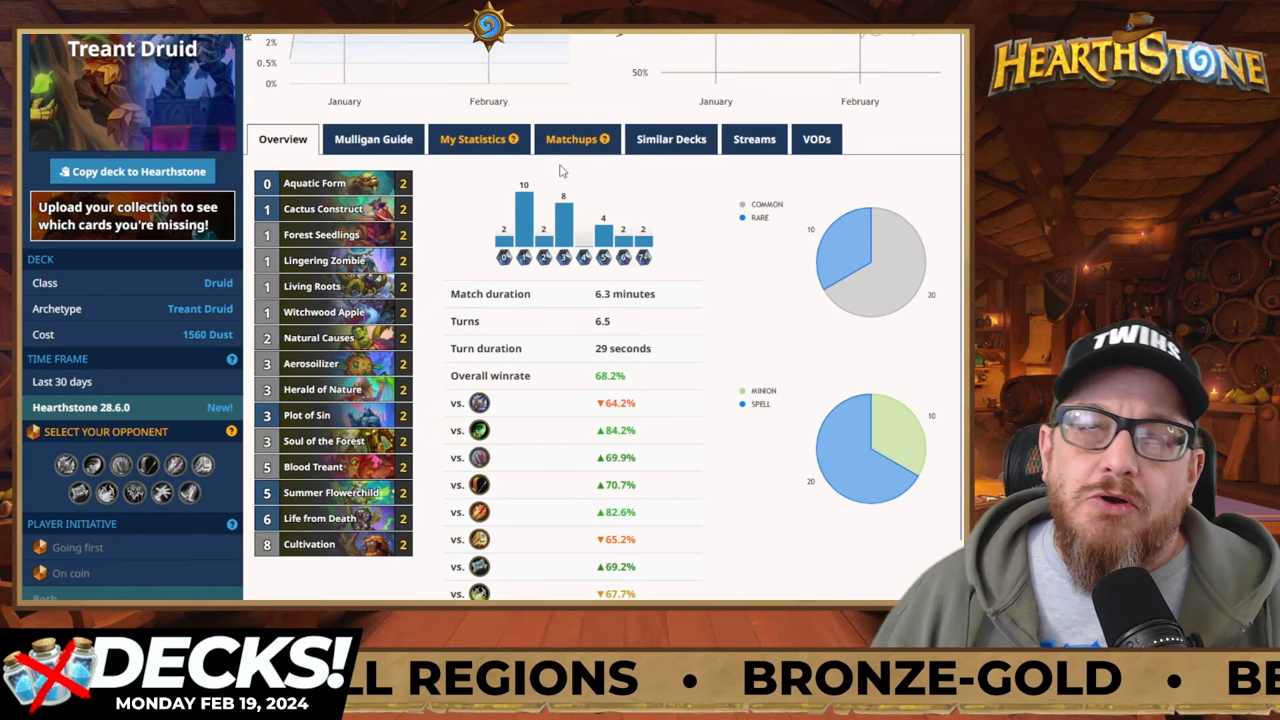 Treant Druid
Copy deck to Hearthstone
Upload your collection to see
which cards you're missing!
DECK
Class Druid
Archetype Treant Druid
Cost 1560 Dust
TIME FRAME ?
Last 30 days
Hearthstone 28.6.0 New!
SELECT YOUR OPPONENT ?
PLAYER INITIATIVE ?
Going first
On coin
2%
0.5%
0%
January February
50%
January February
Overview Mulligan Guide My Statistics ? Matchups ? Similar Decks Streams VODs
0 Aquatic Form 2
1 Cactus Construct 2
1 Forest Seedlings 2
1 Lingering Zombie 2
1 Living Roots 2
1 Witchwood Apple 2
2 Natural Causes 2
3 Aerosoilizer 2
3 Herald of Nature 2
3 Plot of Sin 2
3 Soul of the Forest 2
5 Blood Treant 2
5 Summer Flowerchild 2
6 Life from Death 2
8 Cultivation 2
2 10 2 8 4 2 2
0 1 2 3 4 5 6 7+
Match duration 6.3 minutes
Turns 6.5
Turn duration 29 seconds
Overall winrate 68.2%
vs. ▼64.2%
vs. ▲84.2%
vs. ▲69.9%
vs. ▲70.7%
vs. ▲82.6%
vs. ▼65.2%
vs. ▲69.2%
vs. ▼67.7%
COMMON
RARE
10
20
MINION
SPELL
10
20
HEARTHSTONE
TWIHS
DECKS!
MONDAY FEB 19, 2024
LL REGIONS • BRONZE-GOLD • BE